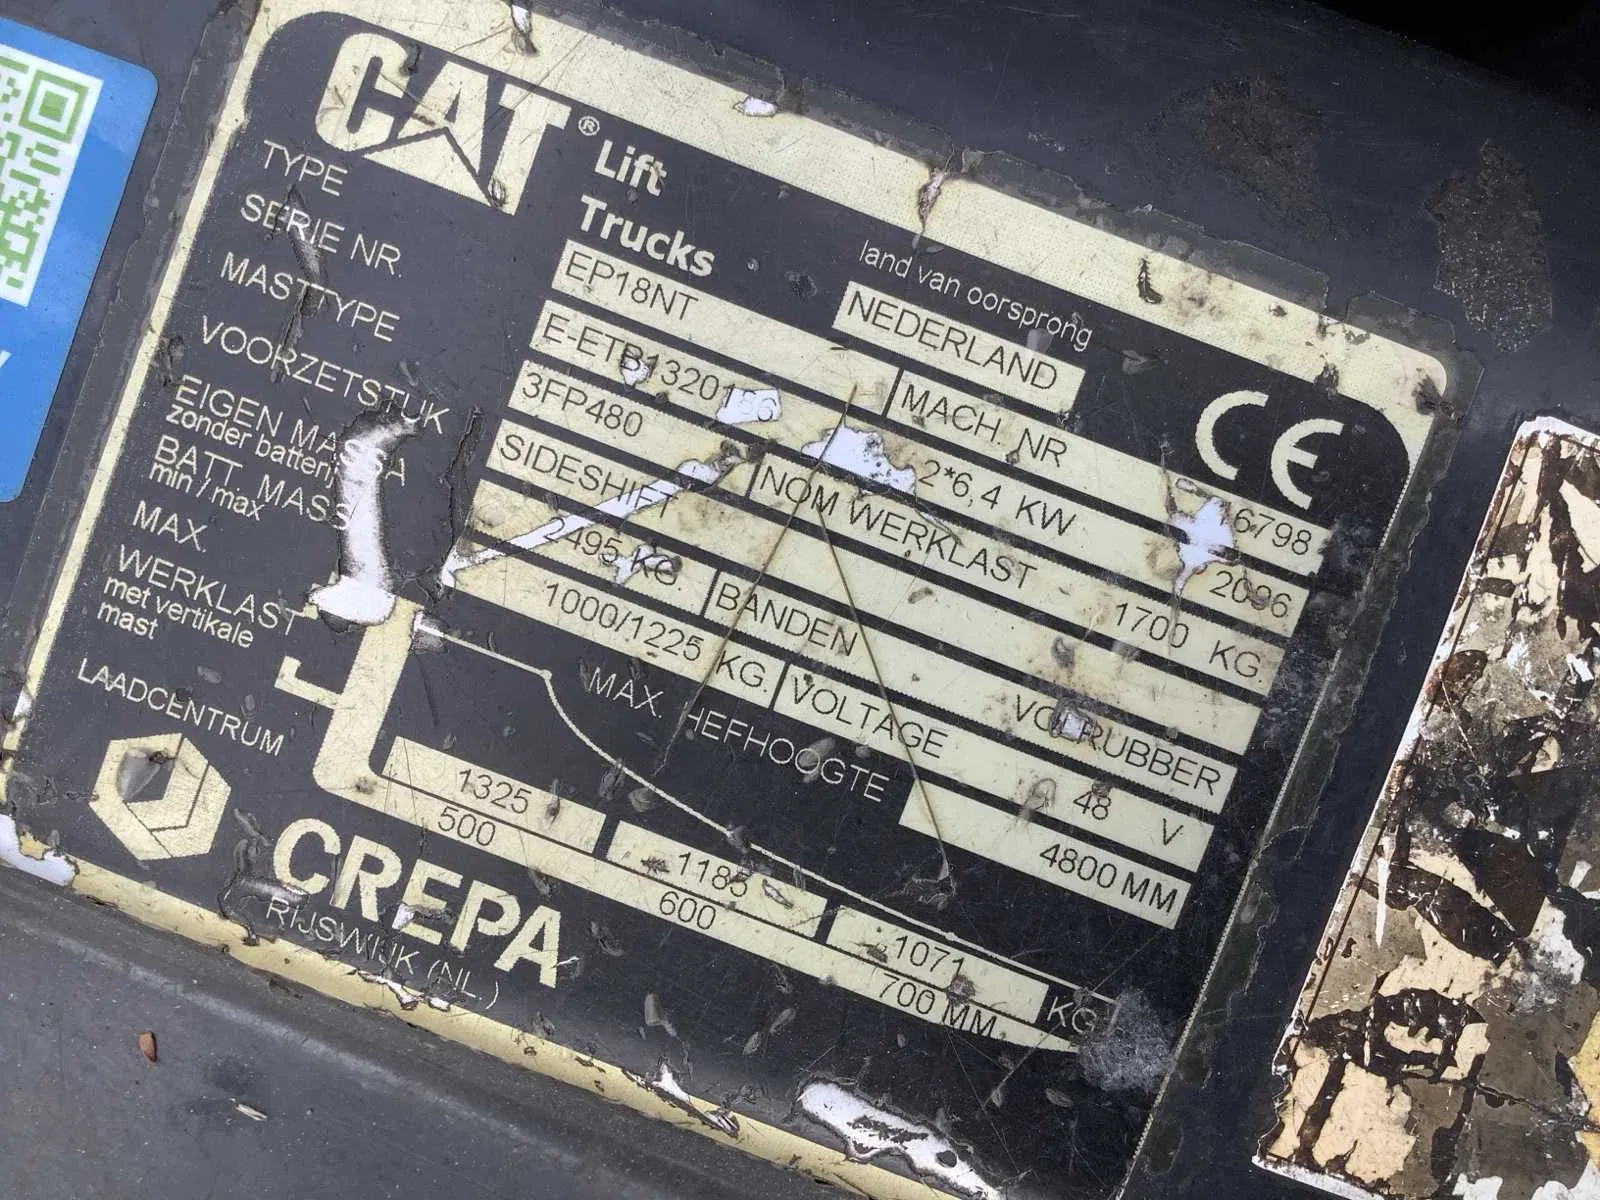 CAT® Lift
Trucks
land van oorsprong
NEDERLAND
TYPE EP18NT MACH. NR 6798
SERIE NR. 2*6,4 KW
MASTTYPE 3FP480 NOM WERKLAST 1700 KG.
VOORZETSTUK SIDESHIFT
EIGEN MASSA
zonder batterij
2495 KG BANDEN
BATT. MASS
min / max
1000/1225 KG. VOLTAGE 48 V
MAX.
WERKLAST
met vertikale
mast
MAX. HEFHOOGTE 4800 MM
1325 1185 1071 KG
LAADCENTRUM 500 600 700 MM
CREPA
RIJSWIJK (NL.)
CE